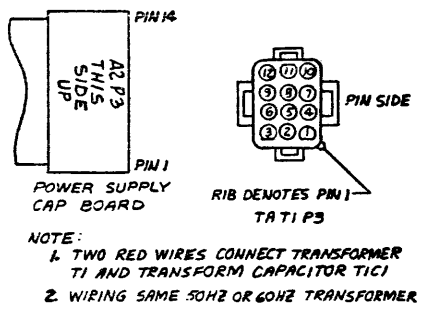 PIN 14
A2 P3
THIS
SIDE
UP
PIN 1
POWER SUPPLY
CAP BOARD
12 11 10
9 8 7
6 5 4
3 2 1
PIN SIDE
RIB DENOTES PIN 1
TA T1 P3
NOTE:
1. TWO RED WIRES CONNECT TRANSFORMER
T1 AND TRANSFORM CAPACITOR T1C1
2 WIRING SAME 50HZ OR 60HZ TRANSFORMER